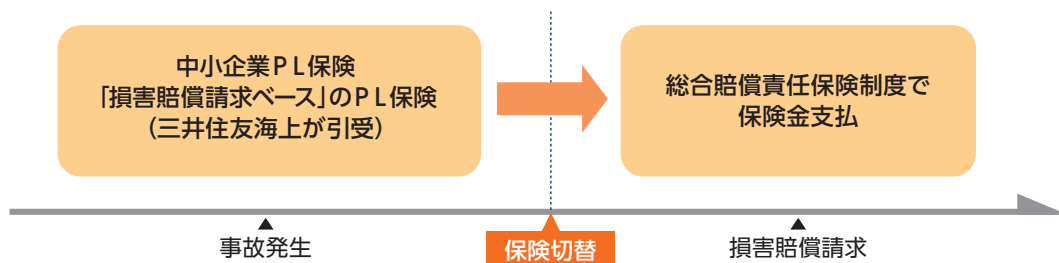 中小企業PL保険
「損害賠償請求ベース」のPL保険
（三井住友海上が引受）
総合賠償責任保険制度で
保険金支払
事故発生
保険切替
損害賠償請求